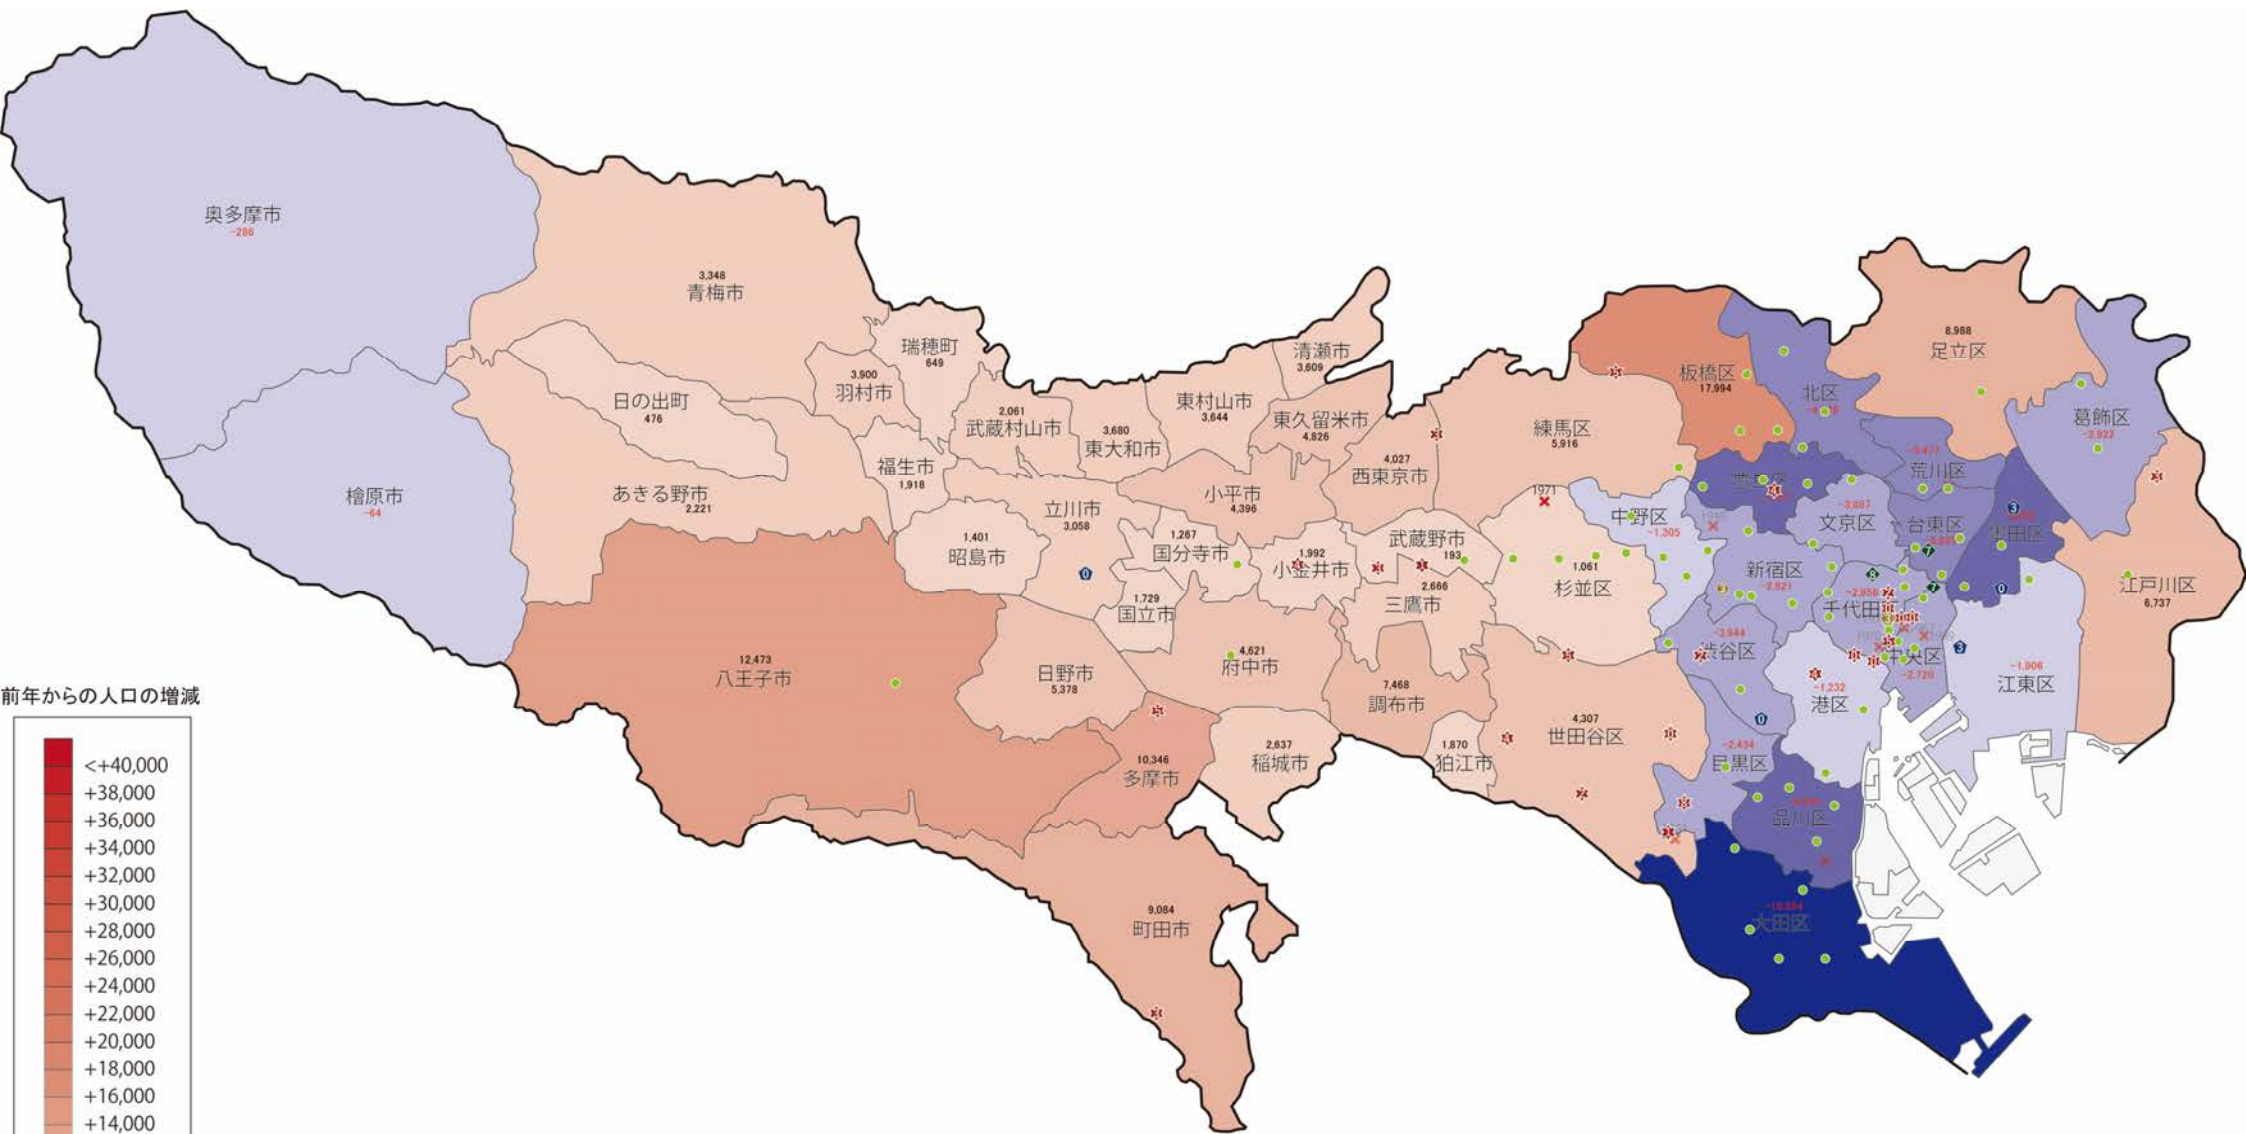 奥多摩市
-286
3,348
青梅市
檜原市
-64
日の出町
476
あきる野市
2,221
瑞穂町
649
3,900
羽村市
福生市
1,918
2,061
武蔵村山市
3,680
東大和市
東村山市
3,644
清瀬市
3,609
東久留米市
4,826
4,027
西東京市
小平市
4,396
立川市
3,058
1,401
昭島市
1,267
国分寺市
1,992
小金井市
1,729
国立市
武蔵野市
193
2,666
三鷹市
12,473
八王子市
日野市
5,378
4,621
府中市
7,468
調布市
10,346
多摩市
2,637
稲城市
1,870
狛江市
9,084
町田市
練馬区
5,916
板橋区
17,994
北区
8,988
足立区
葛飾区
-3,922
荒川区
1971
1,061
杉並区
中野区
-1,305
-3,887
文京区
台東区
新宿区
-2,821
-2,958
千代田区
江戸川区
6,737
-3,944
渋谷区
中央区
-2,720
-1,232
港区
-1,906
江東区
4,307
世田谷区
-2,434
目黒区
品川区
大田区
前年からの人口の増減
<+40,000
+38,000
+36,000
+34,000
+32,000
+30,000
+28,000
+26,000
+24,000
+22,000
+20,000
+18,000
+16,000
+14,000